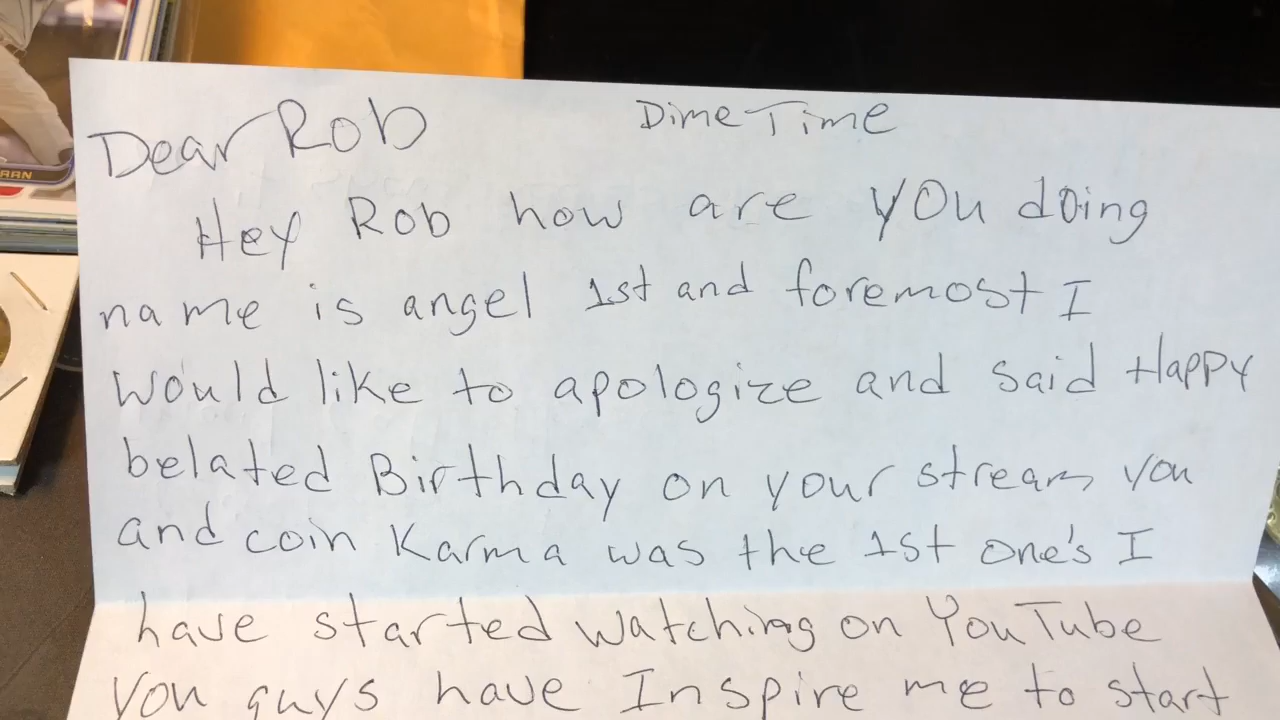 Dear Rob Dime Time
Hey Rob how are you doing
name is angel 1st and foremost I
would like to apologize and said Happy
belated Birthday on your stream you
and coin Karma was the 1st one's I
have started watching on YouTube
you guys have Inspire me to start